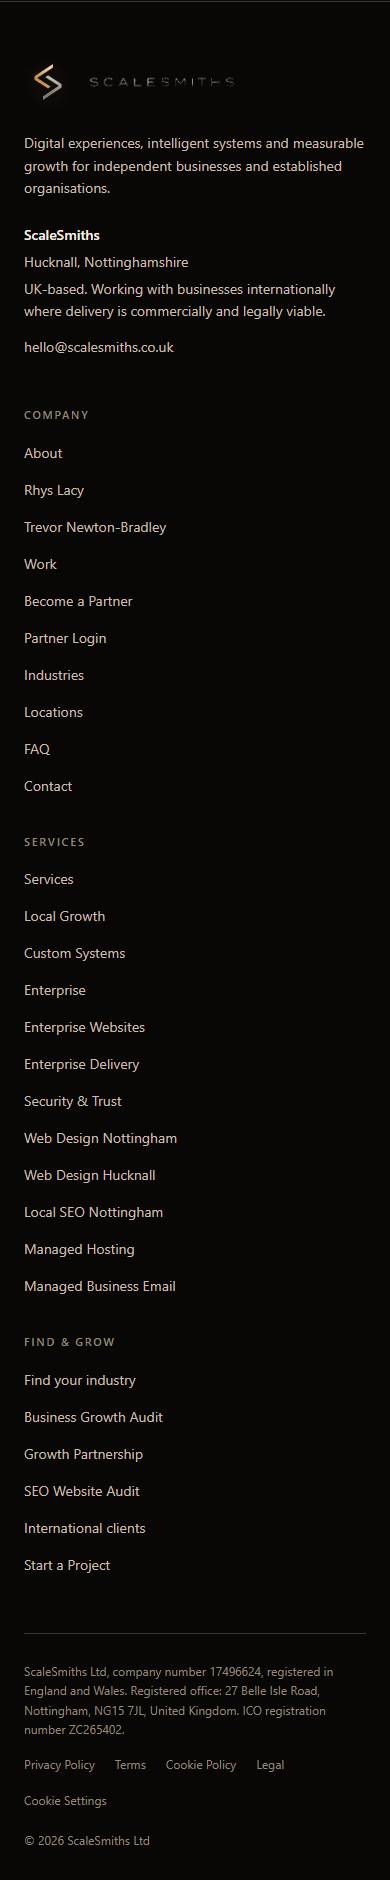 SCALESMITHS
Digital experiences, intelligent systems and measurable
growth for independent businesses and established
organisations.
ScaleSmiths
Hucknall, Nottinghamshire
UK-based. Working with businesses internationally
where delivery is commercially and legally viable.
hello@scalesmiths.co.uk
COMPANY
About
Rhys Lacy
Trevor Newton-Bradley
Work
Become a Partner
Partner Login
Industries
Locations
FAQ
Contact
SERVICES
Services
Local Growth
Custom Systems
Enterprise
Enterprise Websites
Enterprise Delivery
Security & Trust
Web Design Nottingham
Web Design Hucknall
Local SEO Nottingham
Managed Hosting
Managed Business Email
FIND & GROW
Find your industry
Business Growth Audit
Growth Partnership
SEO Website Audit
International clients
Start a Project
ScaleSmiths Ltd, company number 17496624, registered in
England and Wales. Registered office: 27 Belle Isle Road,
Nottingham, NG15 7JL, United Kingdom. ICO registration
number ZC265402.
Privacy Policy Terms Cookie Policy Legal
Cookie Settings
© 2026 ScaleSmiths Ltd